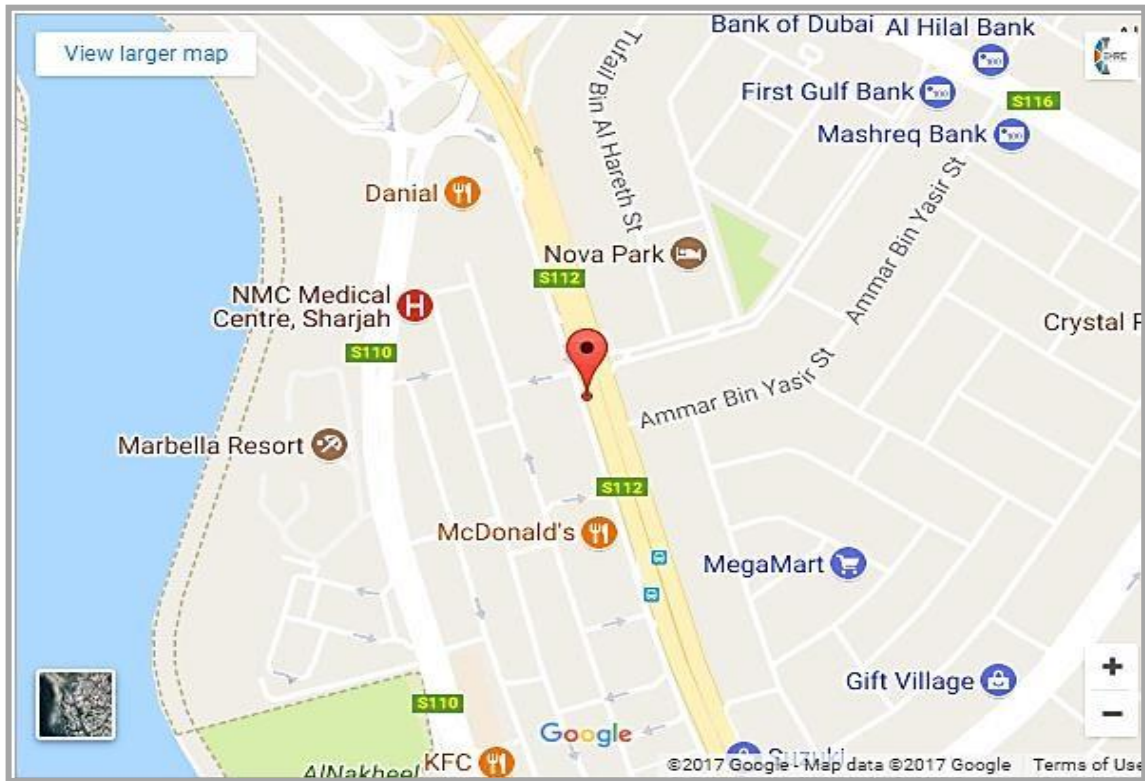 View larger map
Bank of Dubai
Al Hilal Bank
First Gulf Bank
S116
Mashreq Bank
Tufail Bin Al Hareth St
Danial
Ammar Bin Yasir St
Nova Park
S112
NMC Medical
Centre, Sharjah
H
Crystal
S110
Ammar Bin Yasir St
Marbella Resort
S112
McDonald's
MegaMart
Gift Village
S110
Google
Suzuki
KFC
AlNakheel
©2017 Google - Map data ©2017 Google
Terms of Use